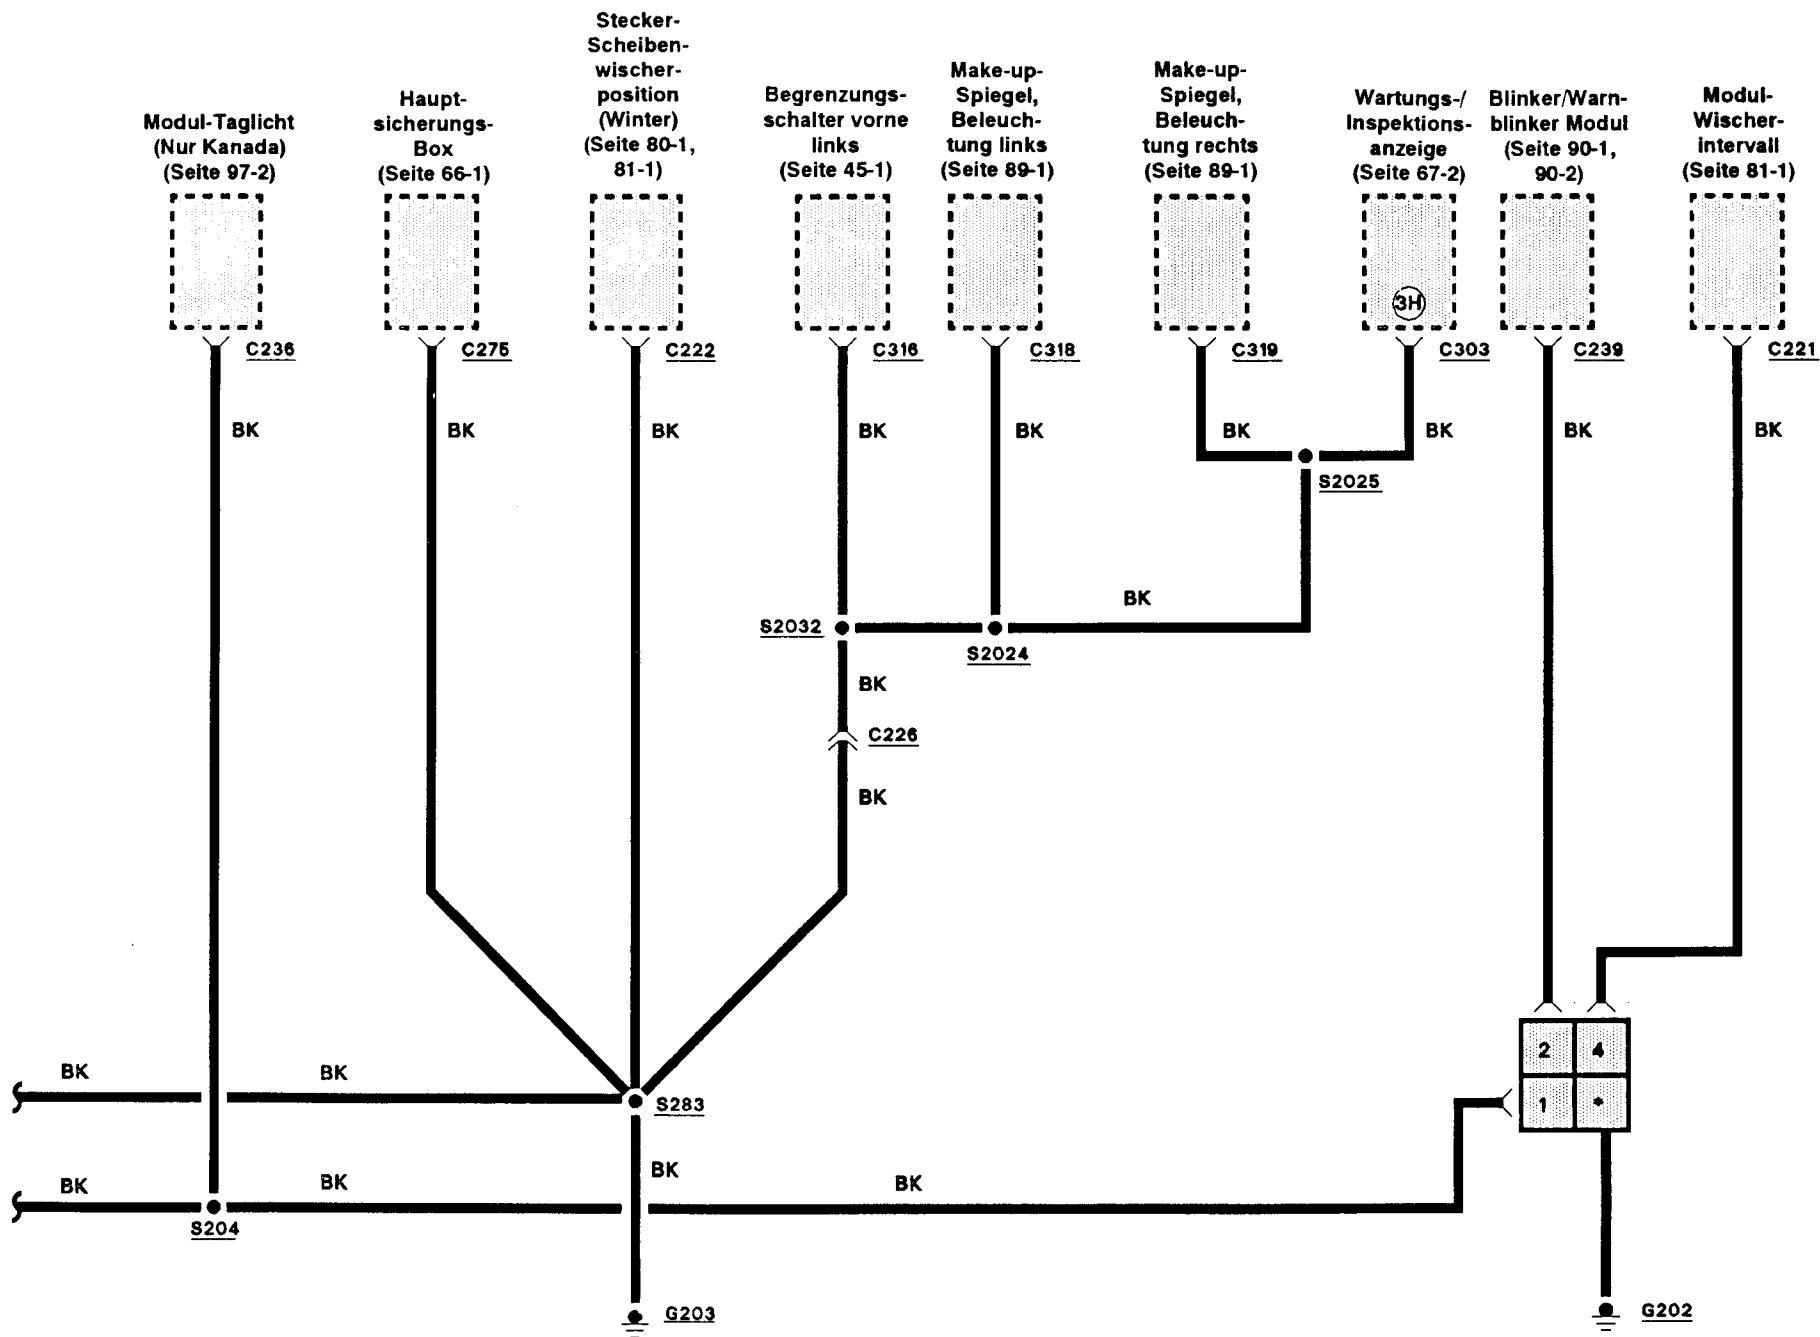 Modul-Taglicht
(Nur Kanada)
(Seite 97-2)
Haupt-
sicherungs-
Box
(Seite 66-1)
Stecker-
Scheiben-
wischer-
position
(Winter)
(Seite 80-1,
81-1)
Begrenzungs-
schalter vorne
links
(Seite 45-1)
Make-up-
Spiegel,
Beleuch-
tung links
(Seite 89-1)
Make-up-
Spiegel,
Beleuch-
tung rechts
(Seite 89-1)
Wartungs-/
Inspektions-
anzeige
(Seite 67-2)
Blinker/Warn-
blinker Modul
(Seite 90-1,
90-2)
Modul-
Wischer-
intervall
(Seite 81-1)
3H
C236
C275
C222
C316
C318
C319
C303
C239
C221
BK
BK
BK
BK
BK
BK
BK
BK
BK
S2025
BK
S2032
S2024
BK
C226
BK
2
4
1
*
BK
BK
S283
BK
BK
BK
BK
S204
G203
G202